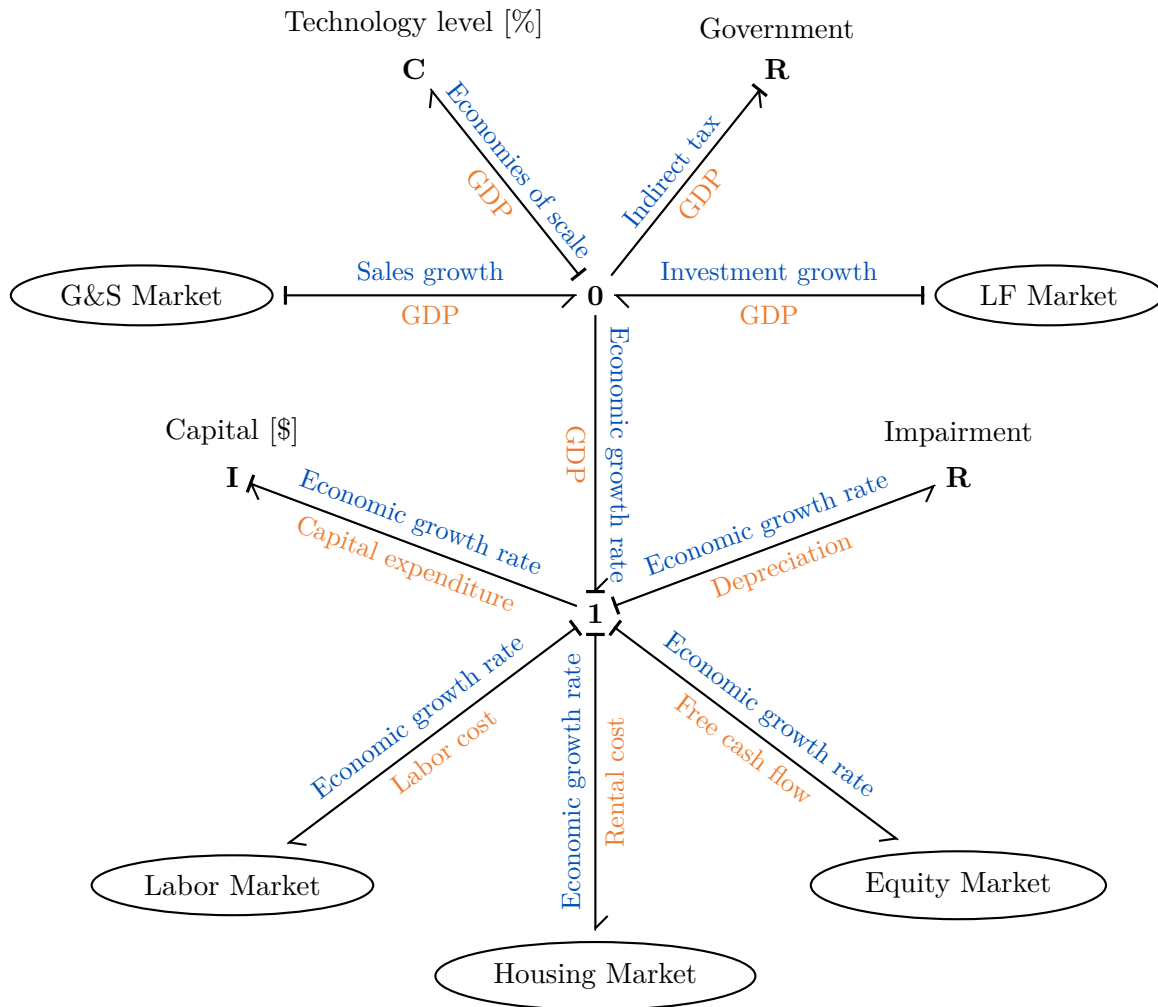 Technology level [%]
Government
C
R
Economies of scale
GDP
Indirect tax
GDP
G&S Market
Sales growth
GDP
0
Investment growth
GDP
LF Market
Economic growth rate
GDP
Capital [$]
Impairment
I
R
Economic growth rate
Capital expenditure
Economic growth rate
Depreciation
1
Economic growth rate
Labor cost
Economic growth rate
Rental cost
Economic growth rate
Free cash flow
Labor Market
Equity Market
Housing Market